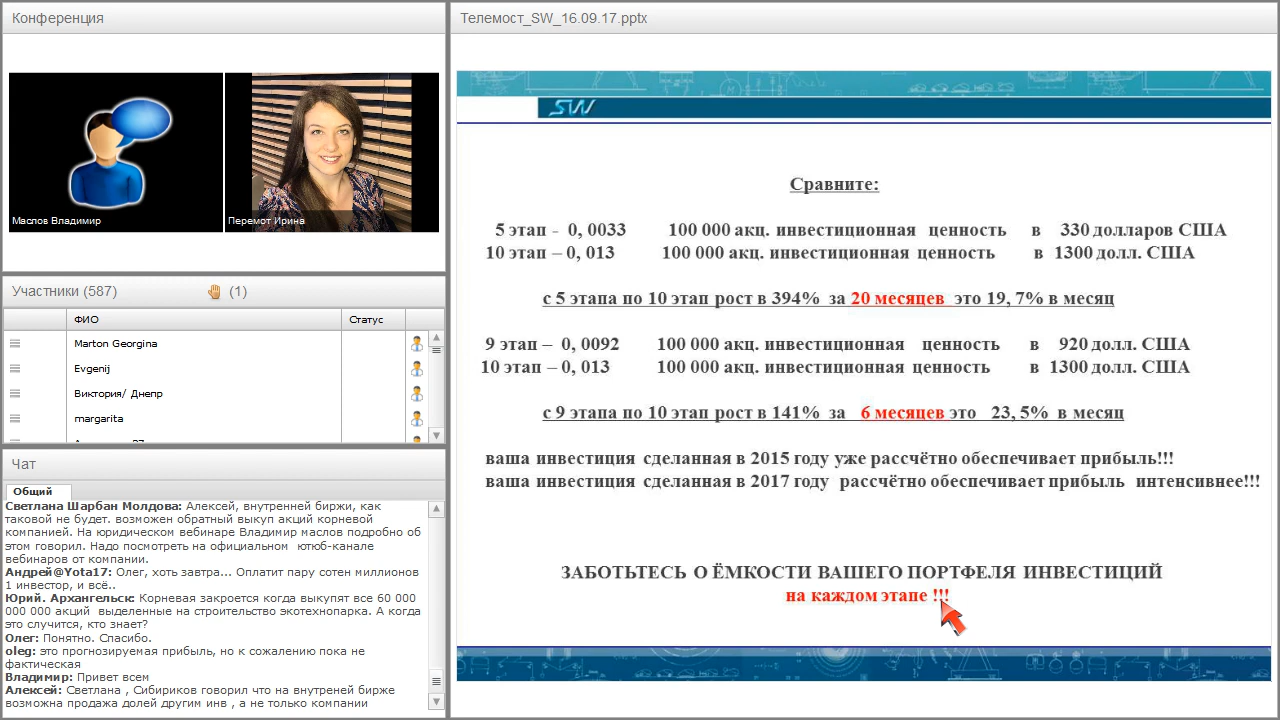 Конференция
Маслов Владимир
Перемот Ирина
Участники (587)
(1)
ФИО
Статус
Marton Georgina
Evgenij
Виктория/ Днепр
margarita
Чат
Общий
Светлана Шарбан Молдова: Алексей, внутренней биржи, как
таковой не будет. возможен обратный выкуп акций корневой
компанией. На юридическом вебинаре Владимир маслов подробно об
этом говорил. Надо посмотреть на официальном ютюб-канале
вебинаров от компании.
Андрей@Yota17: Олег, хоть завтра... Оплатит пару сотен миллионов
1 инвестор, и всё..
Юрий. Архангельск: Корневая закроется когда выкупят все 60 000
000 000 акций выделенные на строительство экотехнопарка. А когда
это случится, кто знает?
Олег: Понятно. Спасибо.
oleg: это прогнозируемая прибыль, но к сожалению пока не
фактическая
Владимир: Привет всем
Алексей: Светлана , Сибиряков говорил что на внутреней бирже
возможна продажа долей другим инв , а не только компании
Телемост_SW_16.09.17.pptx
SW
Сравните:
5 этап - 0, 0033 100 000 акц. инвестиционная ценность в 330 долларов США
10 этап – 0, 013 100 000 акц. инвестиционная ценность в 1300 долл. США
с 5 этапа по 10 этап рост в 394% за 20 месяцев это 19, 7% в месяц
9 этап – 0, 0092 100 000 акц. инвестиционная ценность в 920 долл. США
10 этап – 0, 013 100 000 акц. инвестиционная ценность в 1300 долл. США
с 9 этапа по 10 этап рост в 141% за 6 месяцев это 23, 5% в месяц
ваша инвестиция сделанная в 2015 году уже рассчётно обеспечивает прибыль!!!
ваша инвестиция сделанная в 2017 году рассчётно обеспечивает прибыль интенсивнее!!!
ЗАБОТЬТЕСЬ О ЁМКОСТИ ВАШЕГО ПОРТФЕЛЯ ИНВЕСТИЦИЙ
на каждом этапе !!!